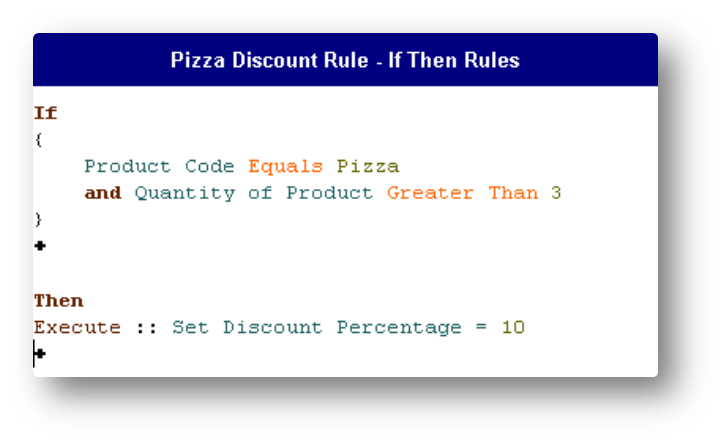 Pizza Discount Rule - If Then Rules
If
{
Product Code Equals Pizza
and Quantity of Product Greater Than 3
}
+
Then
Execute :: Set Discount Percentage = 10
+